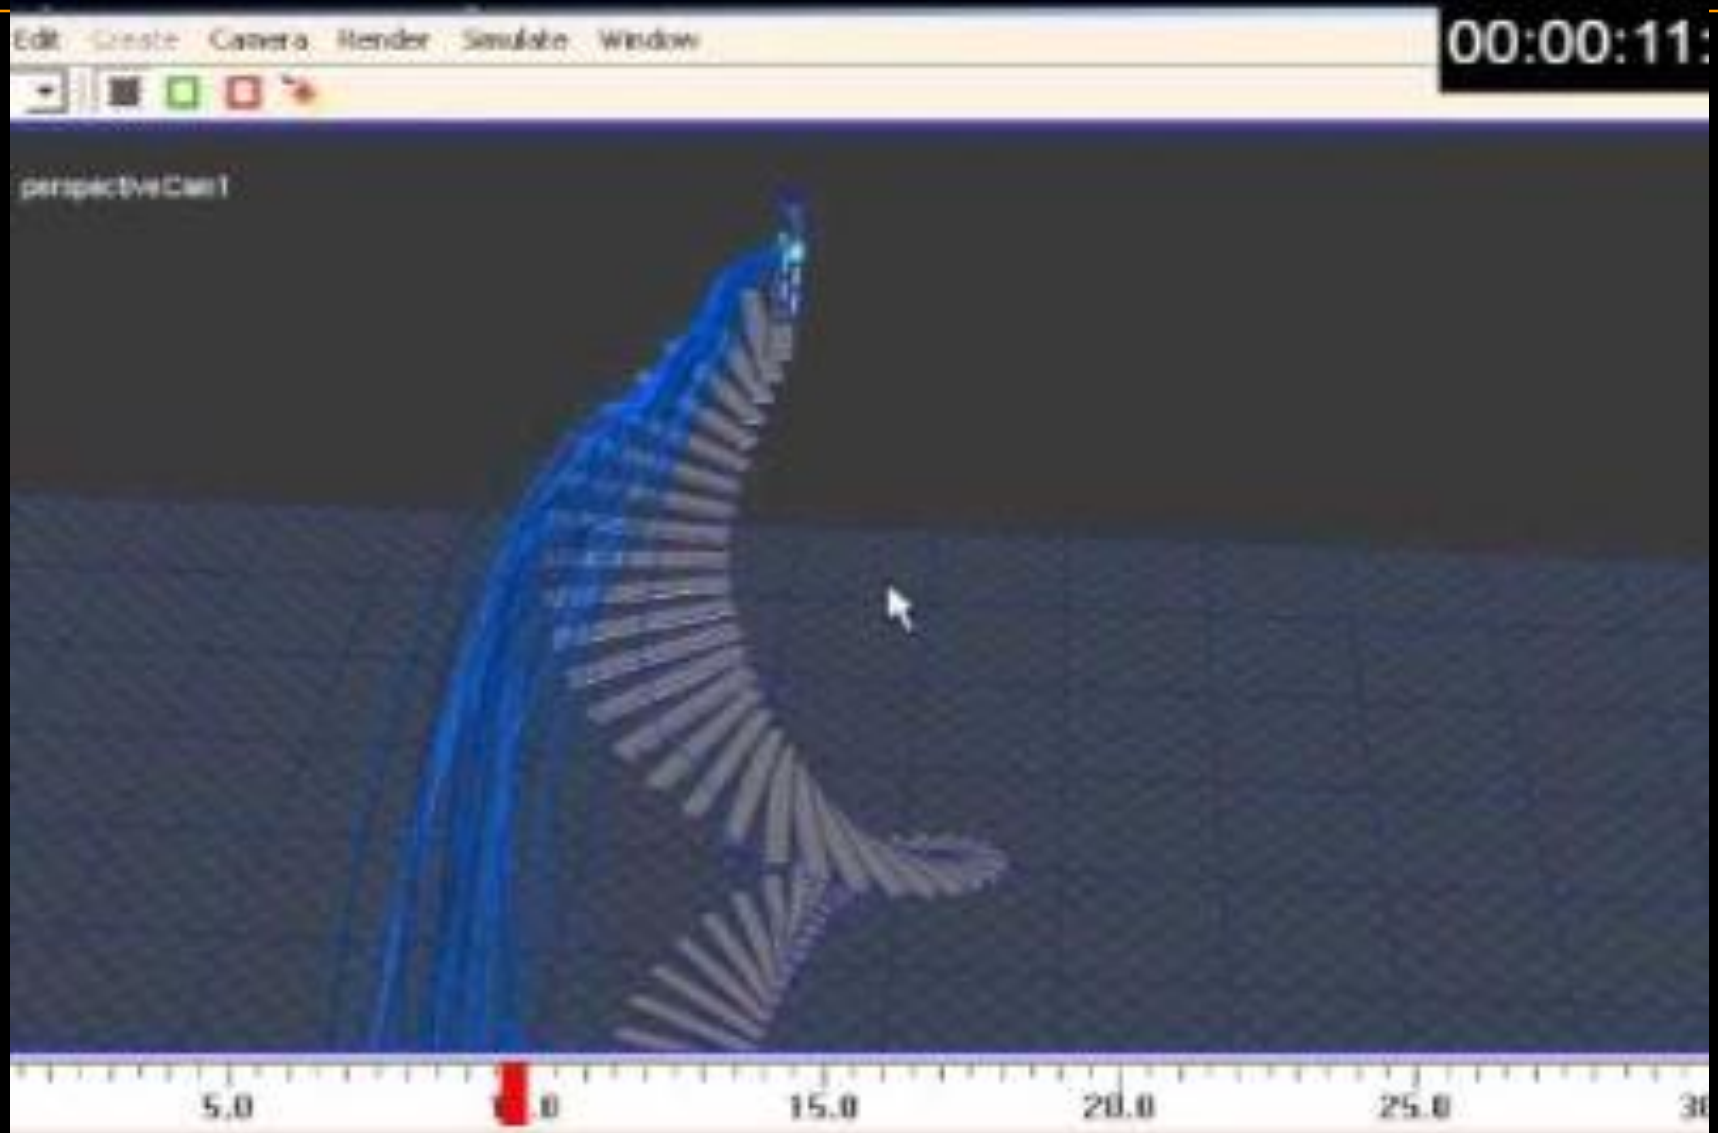 Edit Create Camera Render Simulate Window
00:00:11:
perspectiveCam1
5.0 15.0 20.0 25.0